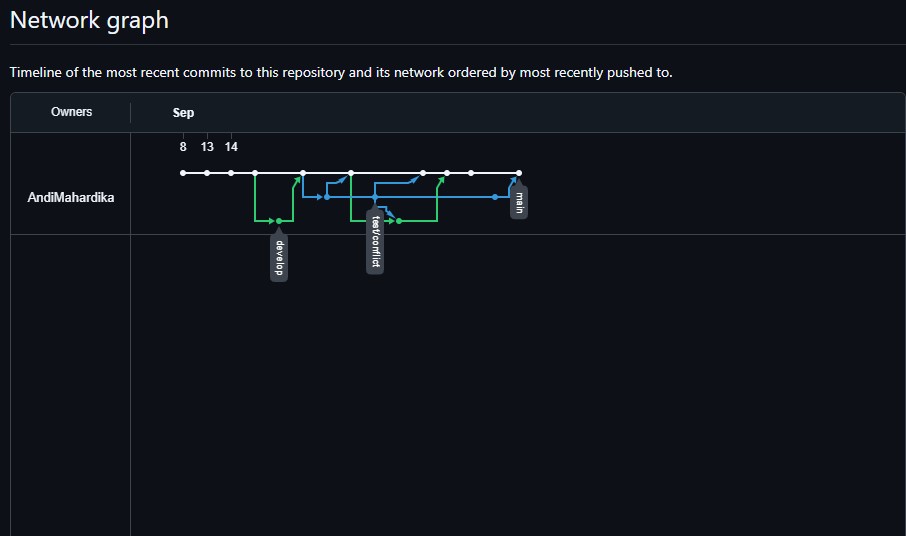 Network graph
Timeline of the most recent commits to this repository and its network ordered by most recently pushed to.
Owners
Sep
8 13 14
AndiMahardika
main
test/conflict
develop